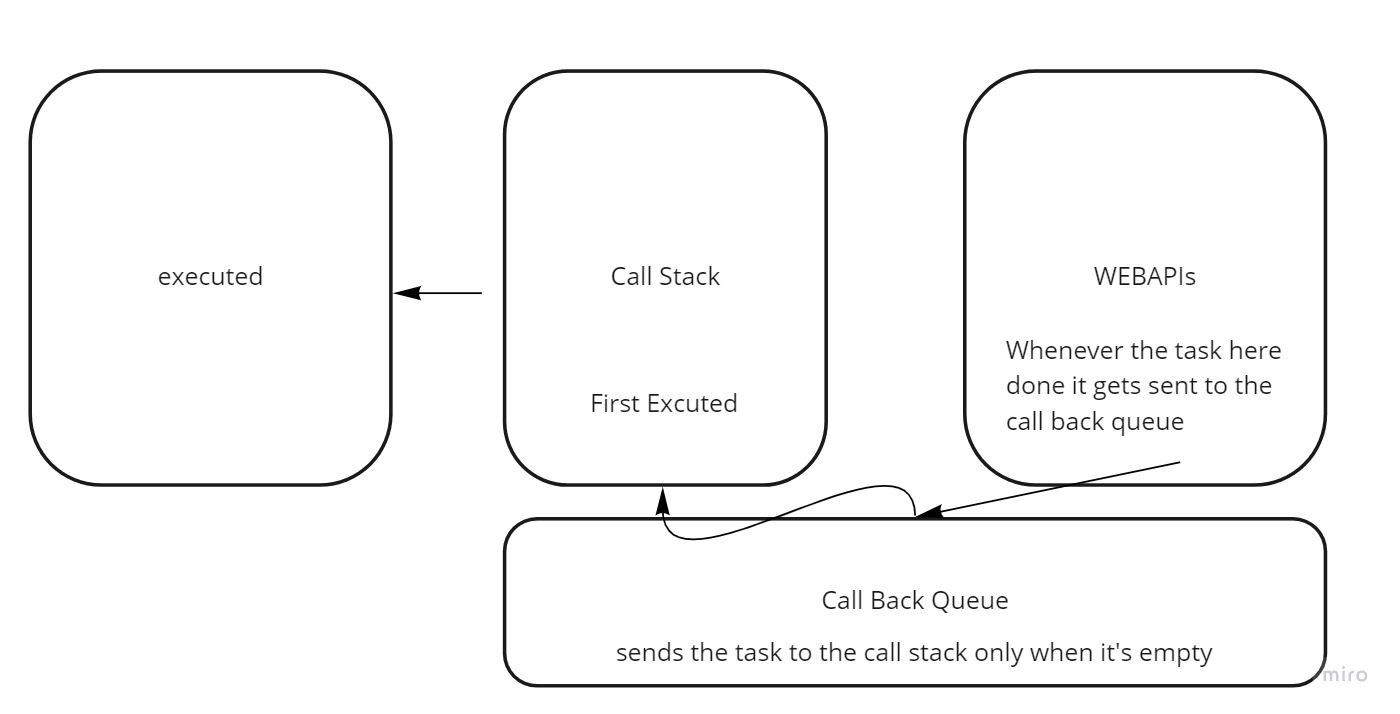 executed
Call Stack
First Excuted
WEBAPIs
Whenever the task here
done it gets sent to the
call back queue
Call Back Queue
sends the task to the call stack only when it's empty
miro